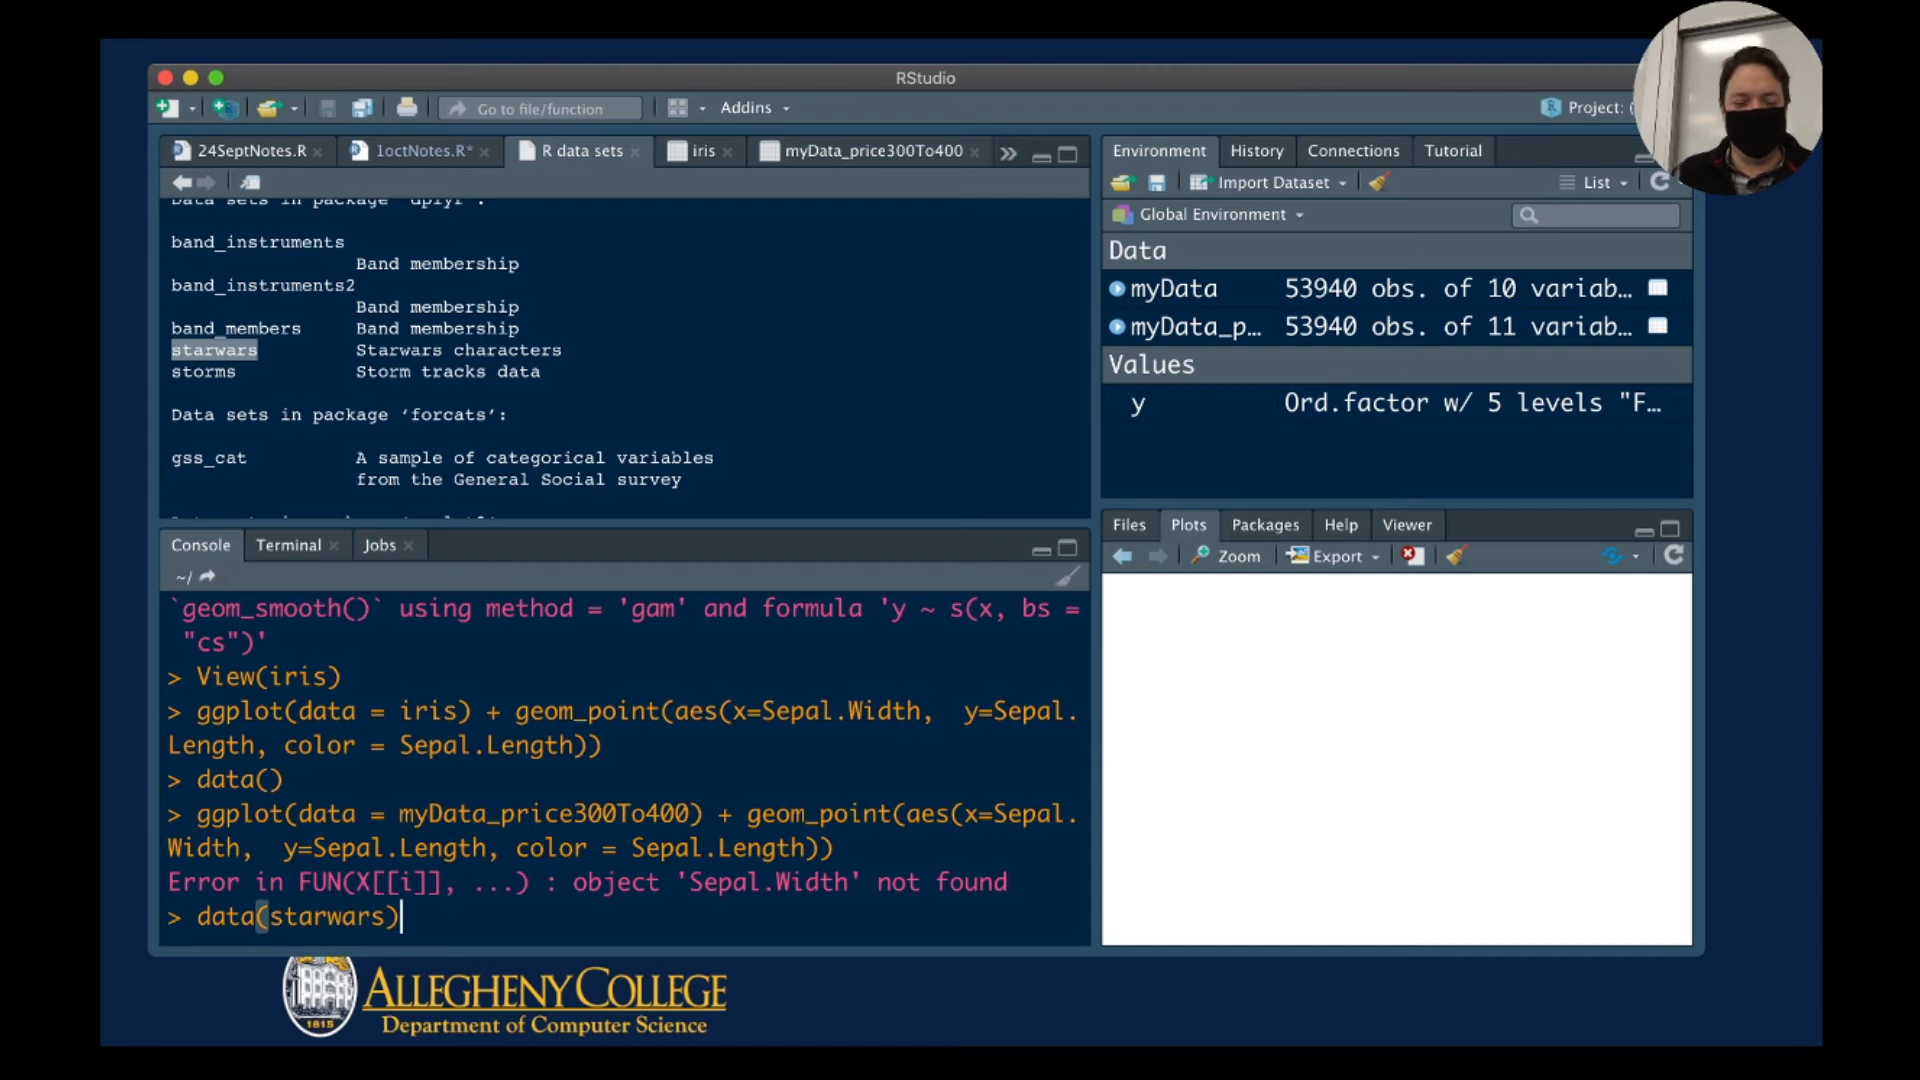 RStudio
Go to file/function
Addins
Project: (
24SeptNotes.R
1octNotes.R*
R data sets
iris
myData_price300To400
Data sets in package ‘dplyr’:
band_instruments
Band membership
band_instruments2
Band membership
band_members Band membership
starwars Starwars characters
storms Storm tracks data
Data sets in package ‘forcats’:
gss_cat A sample of categorical variables
from the General Social survey
Console Terminal Jobs
~/
`geom_smooth()` using method = 'gam' and formula 'y ~ s(x, bs =
"cs")'
> View(iris)
> ggplot(data = iris) + geom_point(aes(x=Sepal.Width, y=Sepal.
Length, color = Sepal.Length))
> data()
> ggplot(data = myData_price300To400) + geom_point(aes(x=Sepal.
Width, y=Sepal.Length, color = Sepal.Length))
Error in FUN(X[[i]], ...) : object 'Sepal.Width' not found
> data(starwars)
Environment History Connections Tutorial
Import Dataset
List
Global Environment
Data
myData 53940 obs. of 10 variab…
myData_p… 53940 obs. of 11 variab…
Values
y Ord.factor w/ 5 levels "F…
Files Plots Packages Help Viewer
Zoom
Export
1815
ALLEGHENY COLLEGE
Department of Computer Science